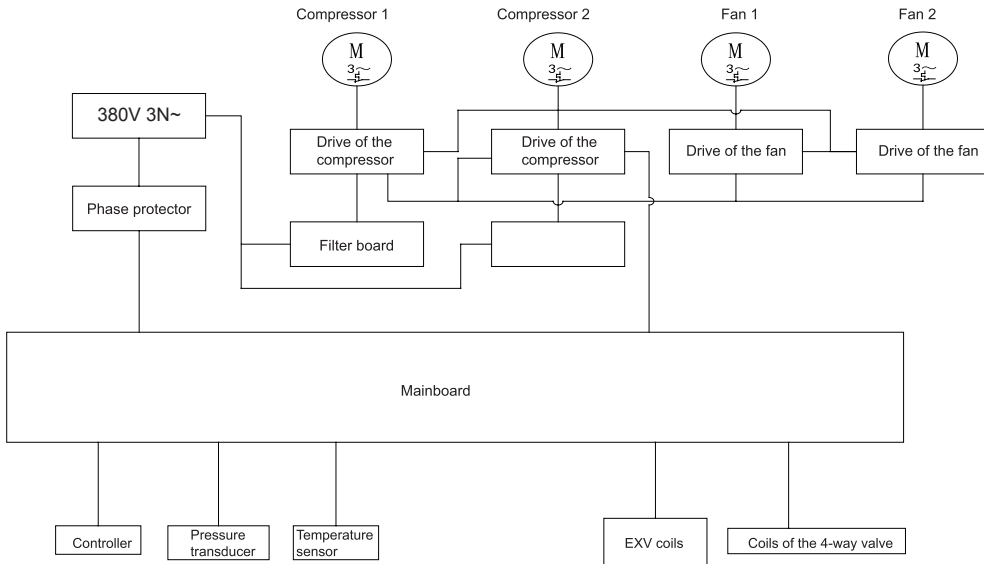 Compressor 1
Compressor 2
Fan 1
Fan 2
M
3~
M
3~
M
3~
M
3~
380V 3N~
Drive of the
compressor
Drive of the
compressor
Drive of the fan
Drive of the fan
Phase protector
Filter board
Mainboard
Controller
Pressure
transducer
Temperature
sensor
EXV coils
Coils of the 4-way valve